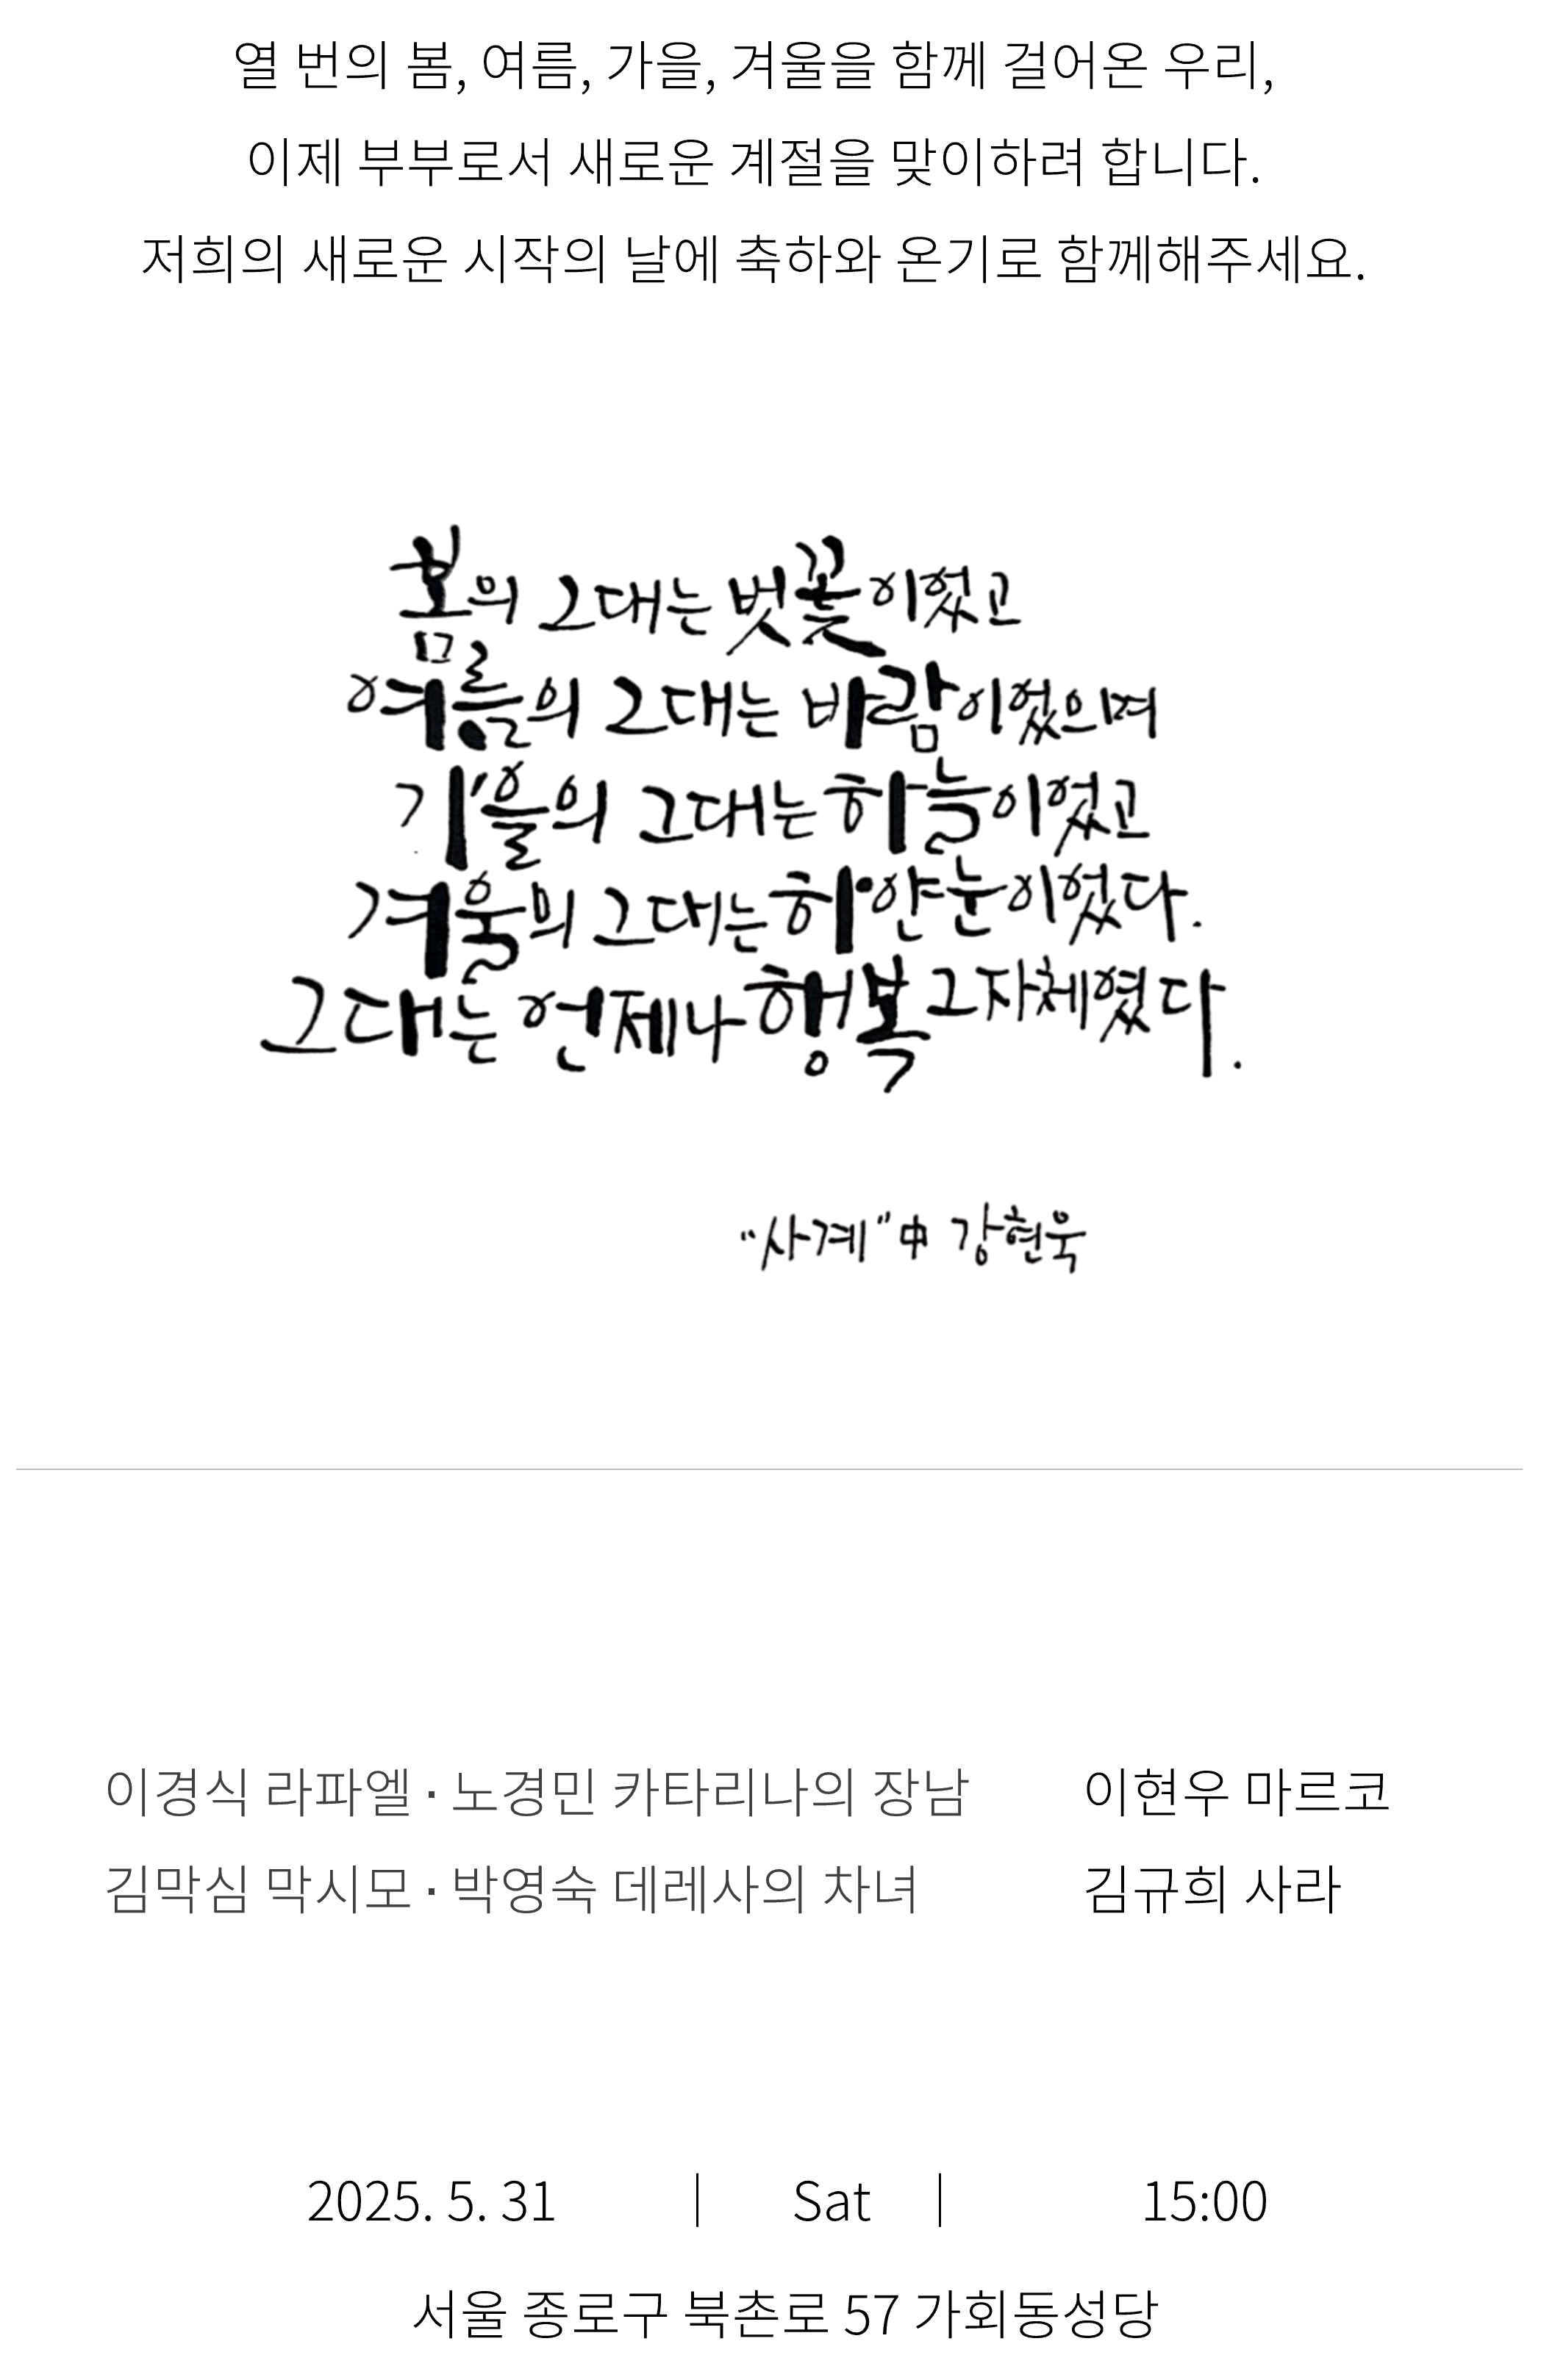 열 번의 봄, 여름, 가을, 겨울을 함께 걸어온 우리,
이제 부부로서 새로운 계절을 맞이하려 합니다.
저희의 새로운 시작의 날에 축하와 온기로 함께해주세요.
봄의 그대는 벗꽃이었고
여름의 그대는 바람이었으며
가을의 그대는 하늘이었고
겨울의 그대는 하얀눈이었다.
그대는 언제나 행복 그자체였다.
"사계" 中 강현욱
이경식 라파엘 · 노경민 카타리나의 장남 이현우 마르코
김막심 막시모 · 박영숙 데레사의 차녀 김규희 사라
2025. 5. 31 | Sat | 15:00
서울 종로구 북촌로 57 가회동성당